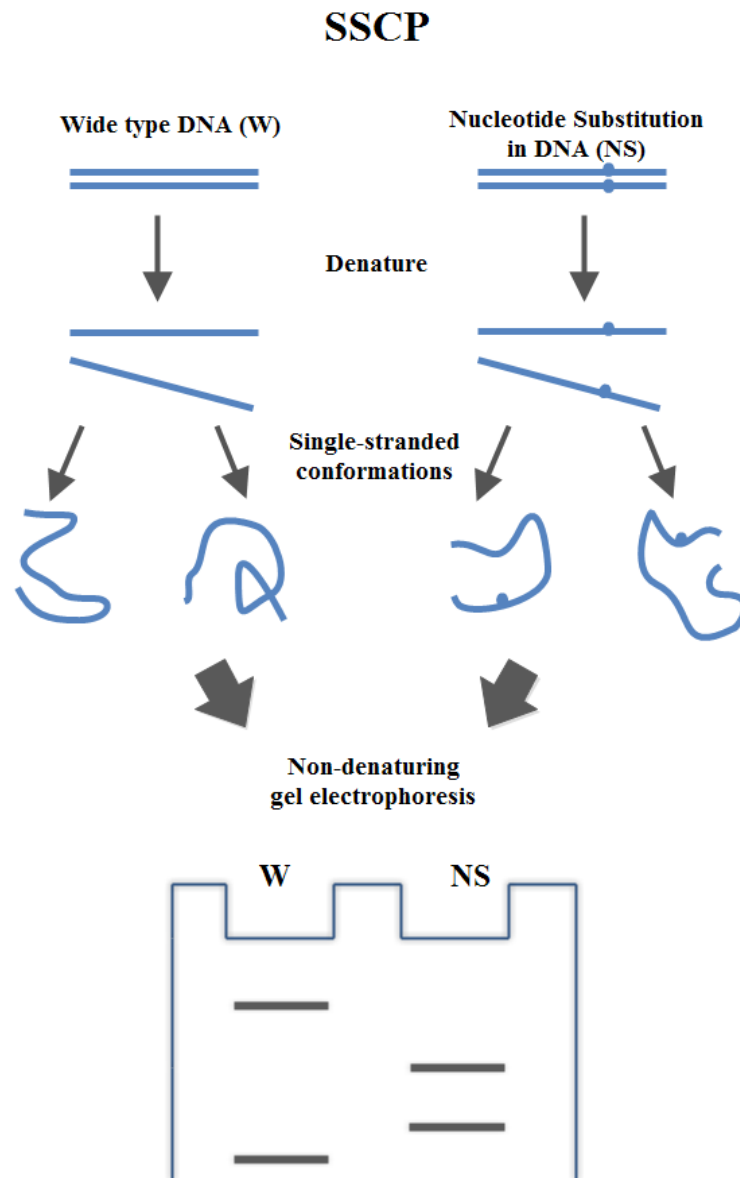 SSCP
Wide type DNA (W)
Nucleotide Substitution
in DNA (NS)
Denature
Single-stranded
conformations
Non-denaturing
gel electrophoresis
W
NS